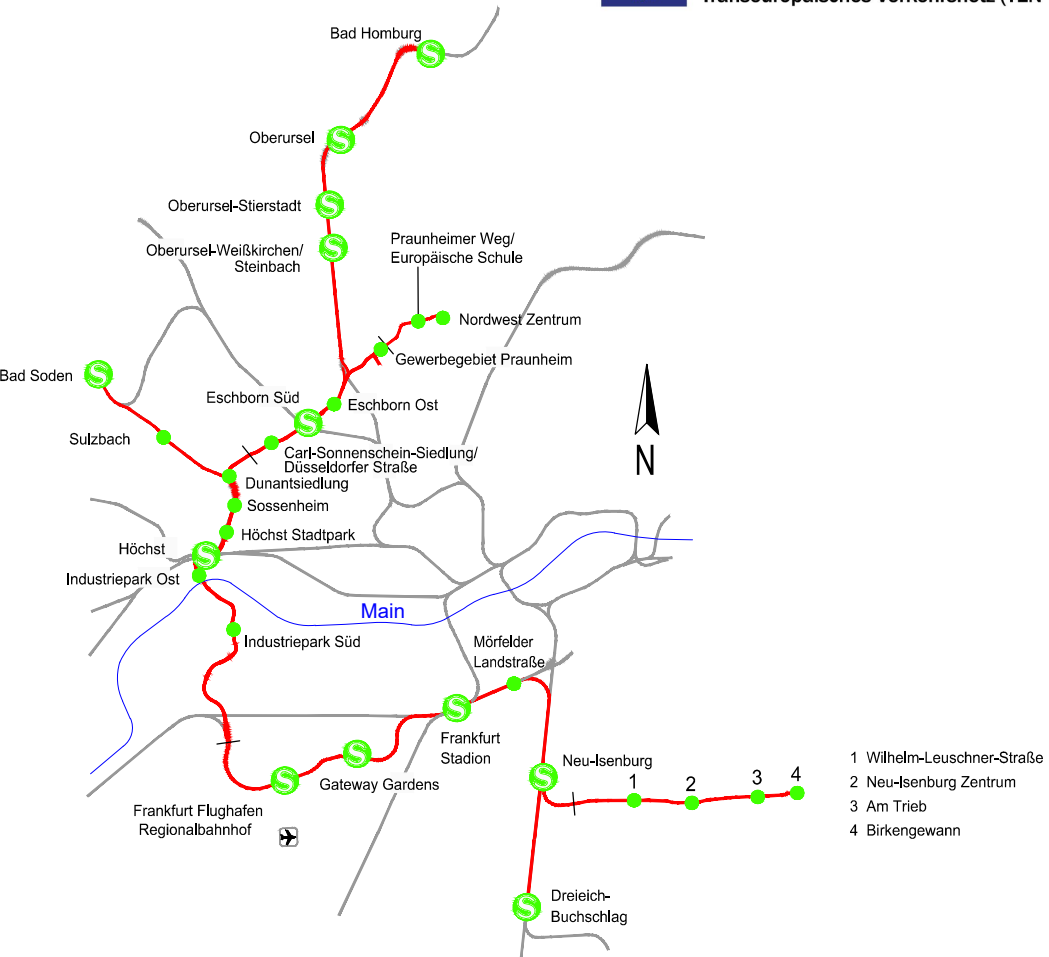 Transeuropäisches Verkehrsnetz (TEN
Bad Homburg
Oberursel
Oberursel-Stierstadt
Oberursel-Weißkirchen/
Steinbach
Praunheimer Weg/
Europäische Schule
Nordwest Zentrum
Gewerbegebiet Praunheim
Bad Soden
Eschborn Süd
Eschborn Ost
Sulzbach
Carl-Sonnenschein-Siedlung/
Düsseldorfer Straße
Dunantsiedlung
N
Sossenheim
Höchst Stadtpark
Höchst
Industriepark Ost
Main
Industriepark Süd
Mörfelder
Landstraße
Frankfurt
Stadion
Gateway Gardens
Frankfurt Flughafen
Regionalbahnhof
Neu-Isenburg
1
2
3
4
1 Wilhelm-Leuschner-Straße
2 Neu-Isenburg Zentrum
3 Am Trieb
4 Birkengewann
Dreieich-
Buchschlag